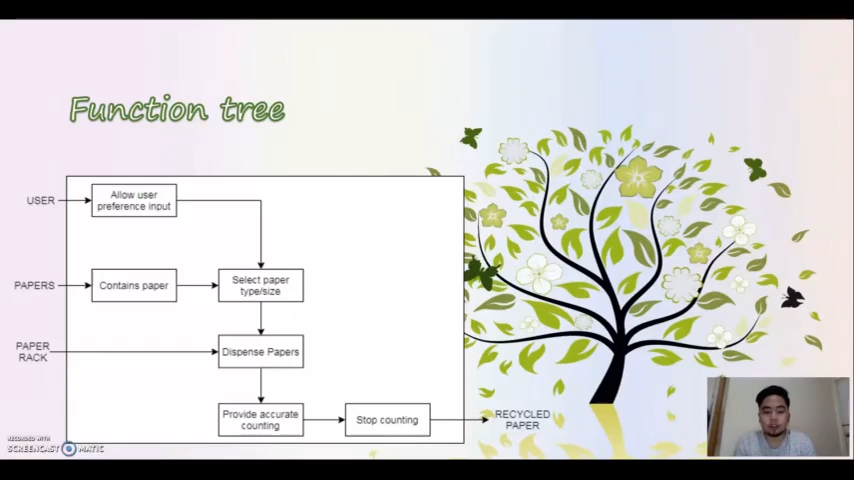 Function tree
USER
Allow user
preference input
PAPERS
Contains paper
Select paper
type/size
PAPER
RACK
Dispense Papers
Provide accurate
counting
Stop counting
RECYCLED
PAPER
RECORDED WITH
SCREENCAST MATIC